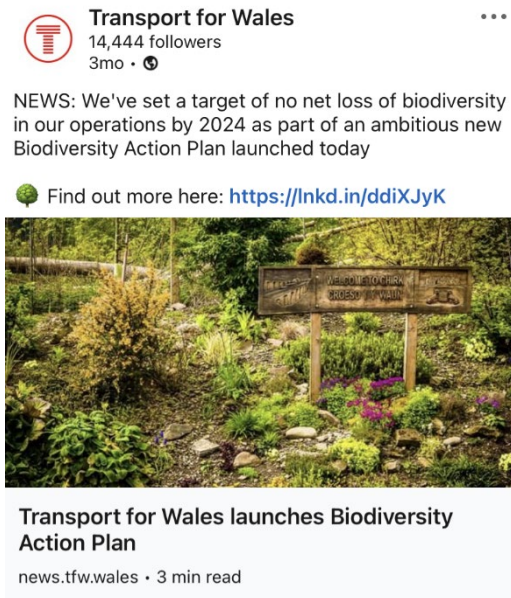 Transport for Wales
14,444 followers
3mo •
NEWS: We've set a target of no net loss of biodiversity
in our operations by 2024 as part of an ambitious new
Biodiversity Action Plan launched today
Find out more here: https://lnkd.in/ddiXJyK
WELCOME TO CHIRK
CROESO I'R WAUN
Transport for Wales launches Biodiversity
Action Plan
news.tfw.wales • 3 min read